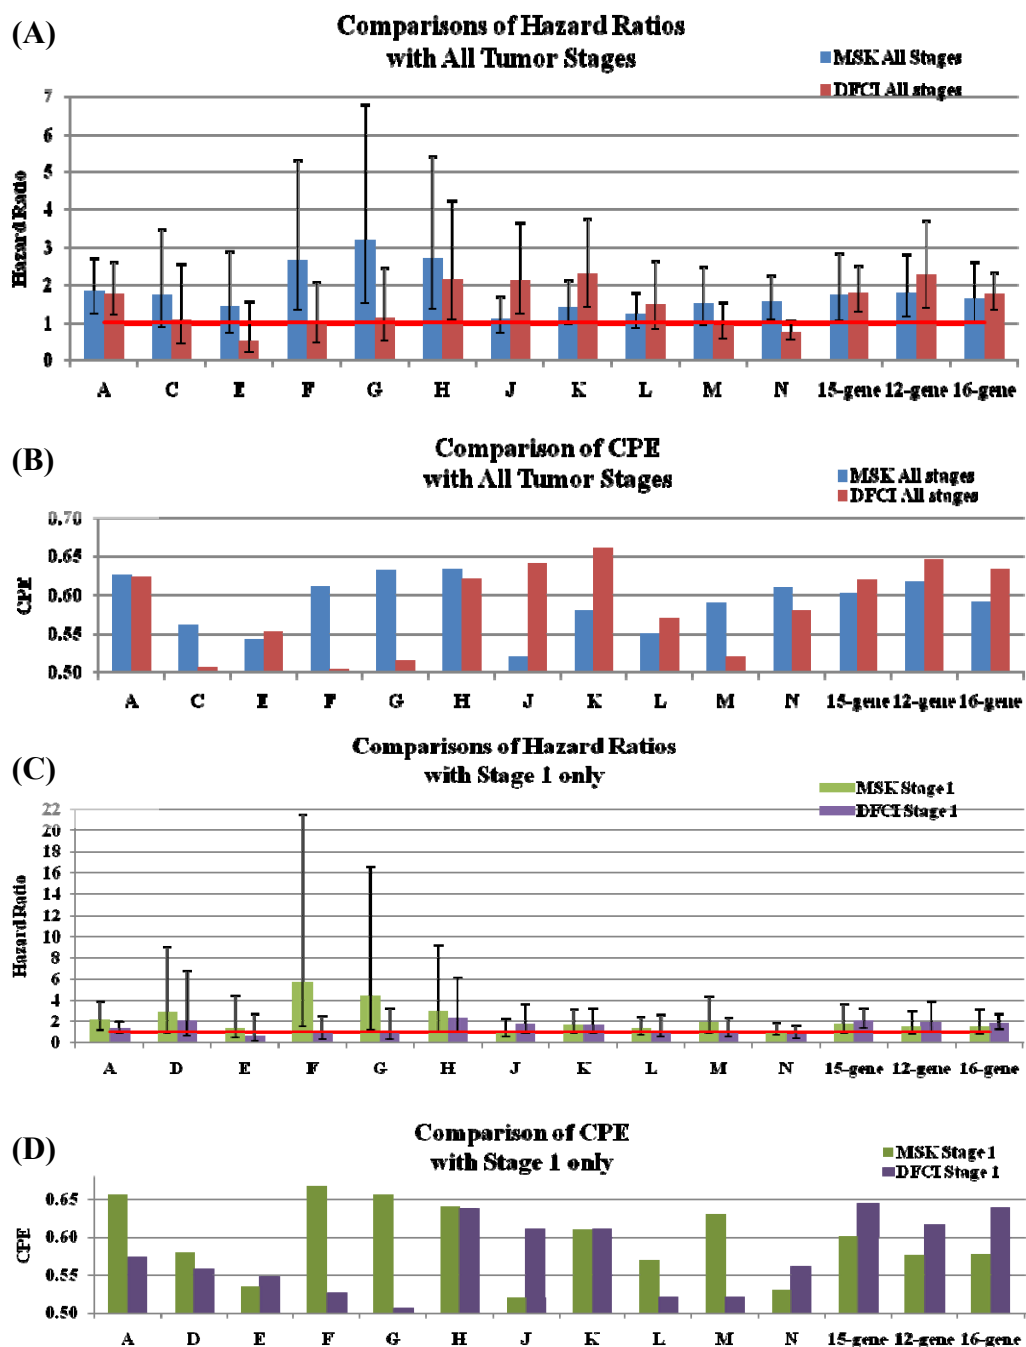 (A)
Comparisons of Hazard Ratios
with All Tumor Stages
MSK All Stages
DFCI All stages
Hazard Ratio
7
6
5
4
3
2
1
0
A C E F G H J K L M N 15-gene 12-gene 16-gene
(B)
Comparison of CPE
with All Tumor Stages
MSK All stages
DFCI All stages
CPE
0.70
0.65
0.60
0.55
0.50
A C E F G H J K L M N 15-gene 12-gene 16-gene
(C)
Comparisons of Hazard Ratios
with Stage 1 only
MSK Stage 1
DFCI Stage 1
Hazard Ratio
22
20
18
16
14
12
10
8
6
4
2
0
A D E F G H J K L M N 15-gene 12-gene 16-gene
(D)
Comparison of CPE
with Stage 1 only
MSK Stage 1
DFCI Stage 1
CPE
0.65
0.60
0.55
0.50
A D E F G H J K L M N 15-gene 12-gene 16-gene